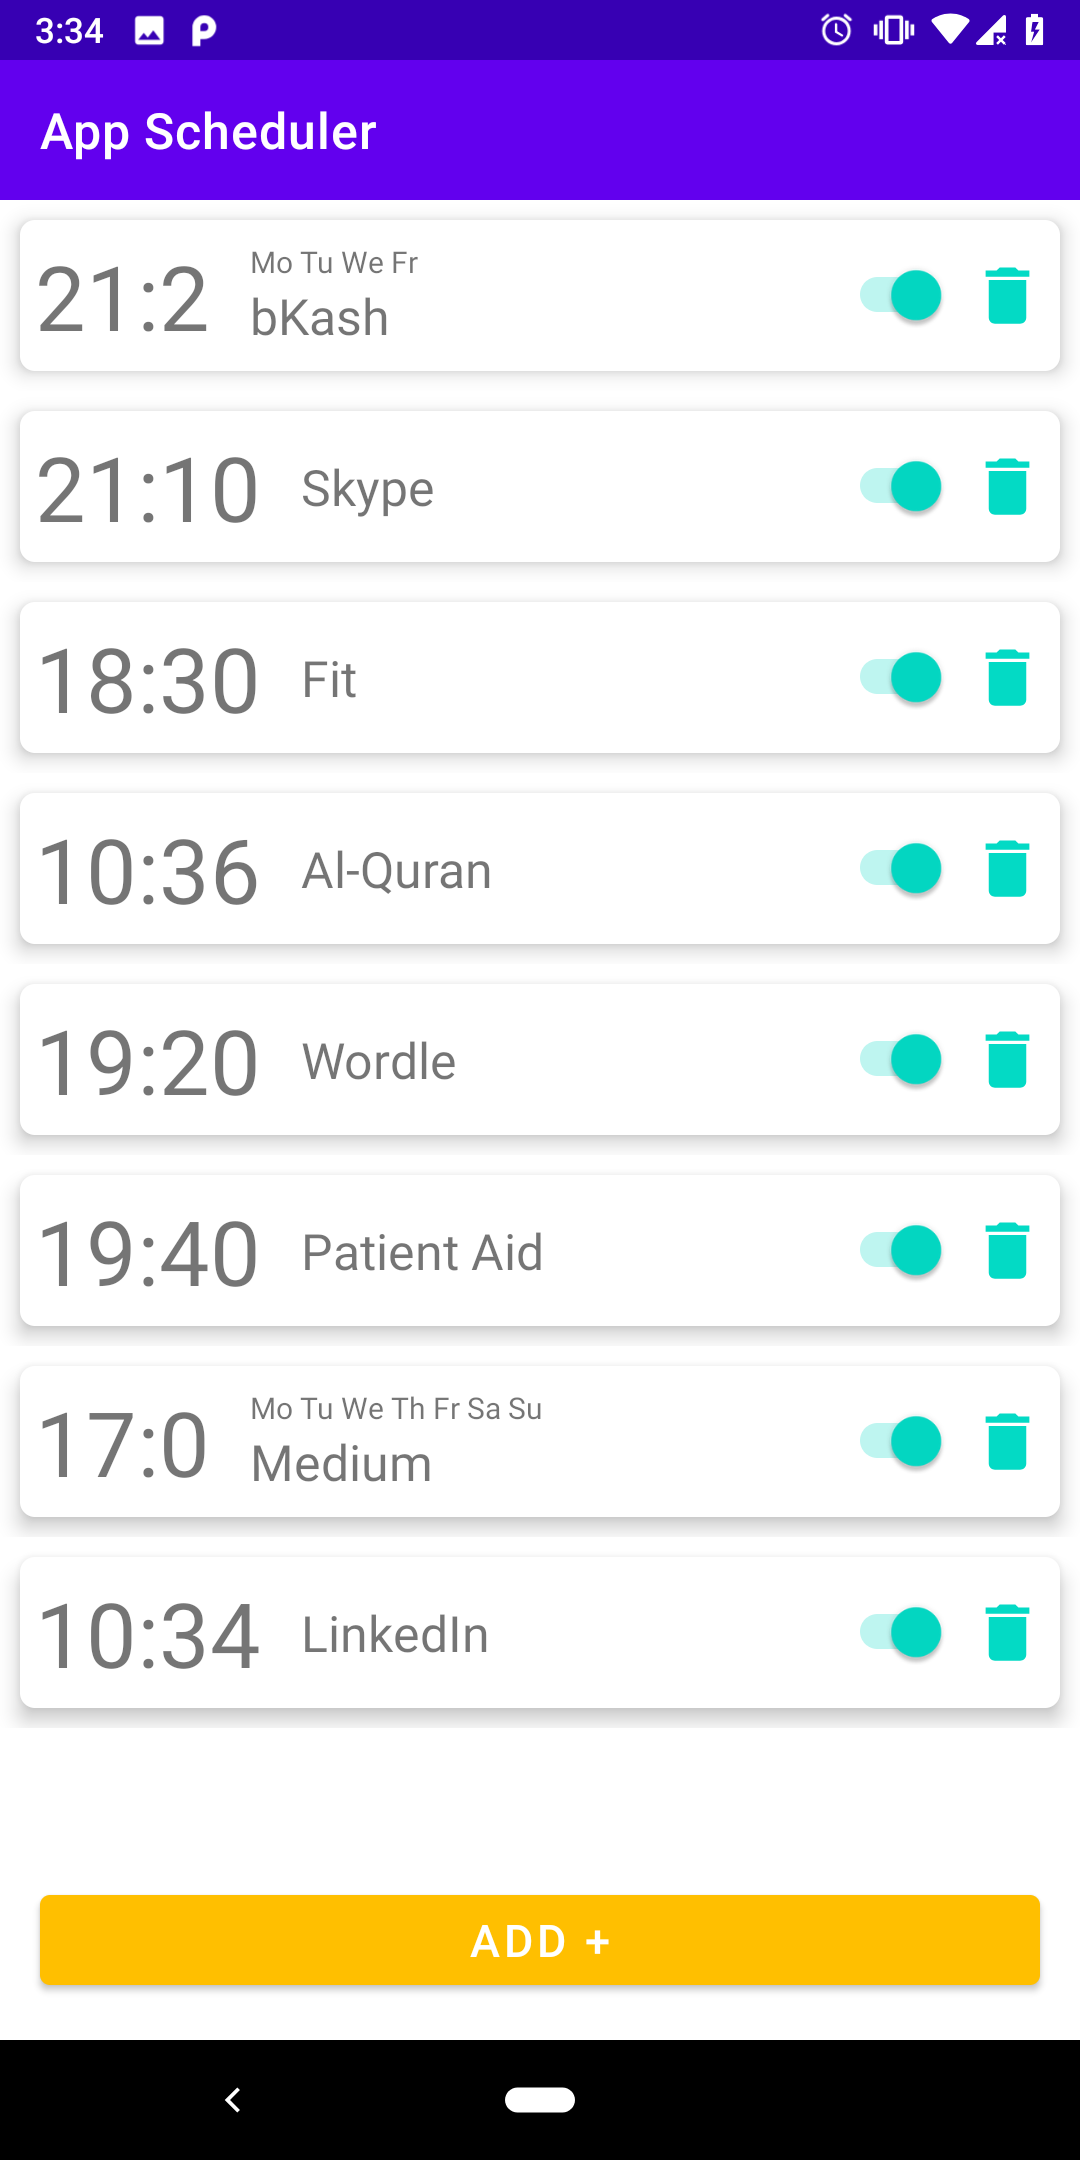 3:34
App Scheduler
21:2
Mo Tu We Fr
bKash
21:10 Skype
18:30 Fit
10:36 Al-Quran
19:20 Wordle
19:40 Patient Aid
17:0
Mo Tu We Th Fr Sa Su
Medium
10:34 LinkedIn
ADD +